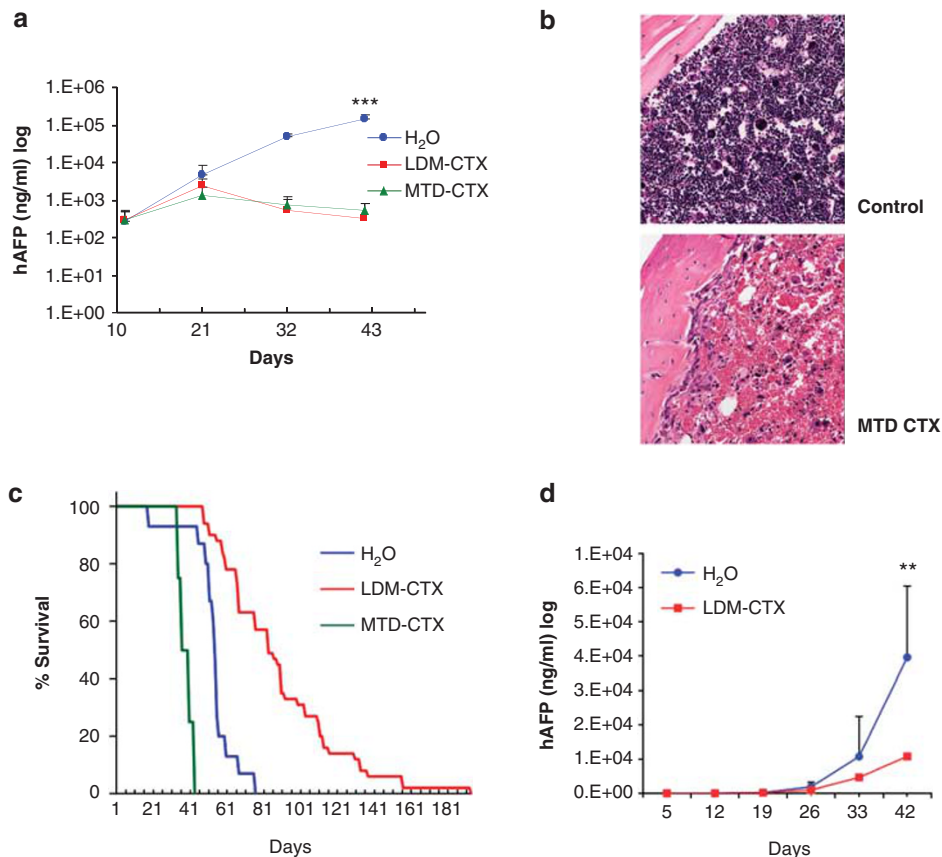 a
hAFP (ng/ml) log
1.E+06
1.E+05
1.E+04
1.E+03
1.E+02
1.E+01
1.E+00
10 21 32 43
Days
***
H₂O
LDM-CTX
MTD-CTX
b
Control
MTD CTX
c
% Survival
100
80
60
40
20
0
1 21 41 61 81 101 121 141 161 181
Days
H₂O
LDM-CTX
MTD-CTX
d
hAFP (ng/ml) log
1.E+04
1.E+04
5.E+04
4.E+04
3.E+04
2.E+04
1.E+04
0.E+00
5 12 19 26 33 42
Days
**
H₂O
LDM-CTX